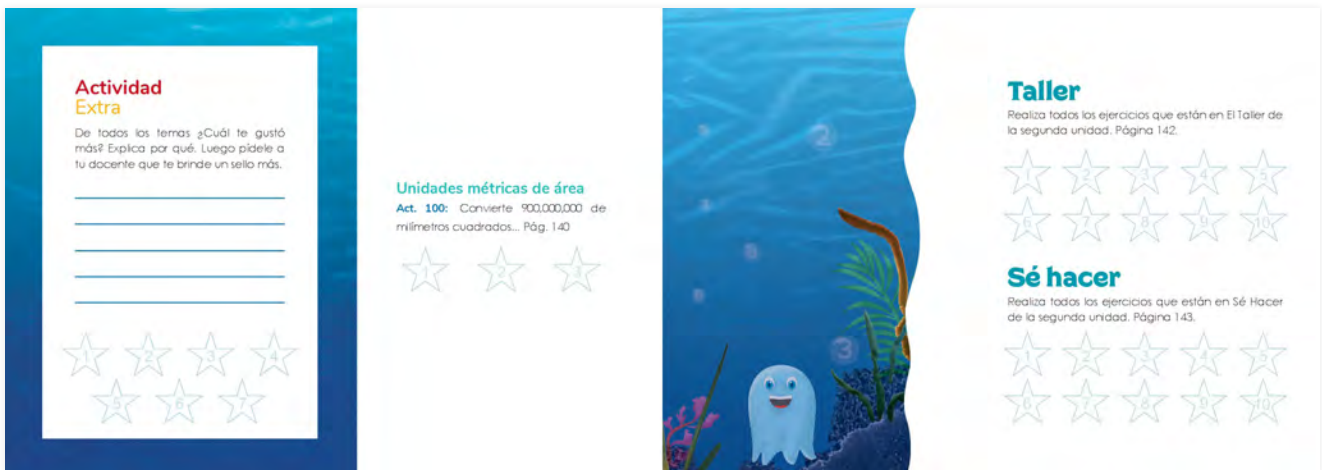 Actividad
Extra
De todos los temas ¿Cuál te gustó
más? Explica por qué. Luego pídele a
tu docente que te brinde un sello más.
1 2 3 4
5 6 7
Unidades métricas de área
Act. 100: Convierte 900,000,000 de
milímetros cuadrados... Pág. 140
1 2 3
2
3
Taller
Realiza todos los ejercicios que están en El Taller de
la segunda unidad. Página 142.
1 2 3 4 5
6 7 8 9 10
Sé hacer
Realiza todos los ejercicios que están en Sé Hacer
de la segunda unidad. Página 143.
1 2 3 4 5
6 7 8 9 10